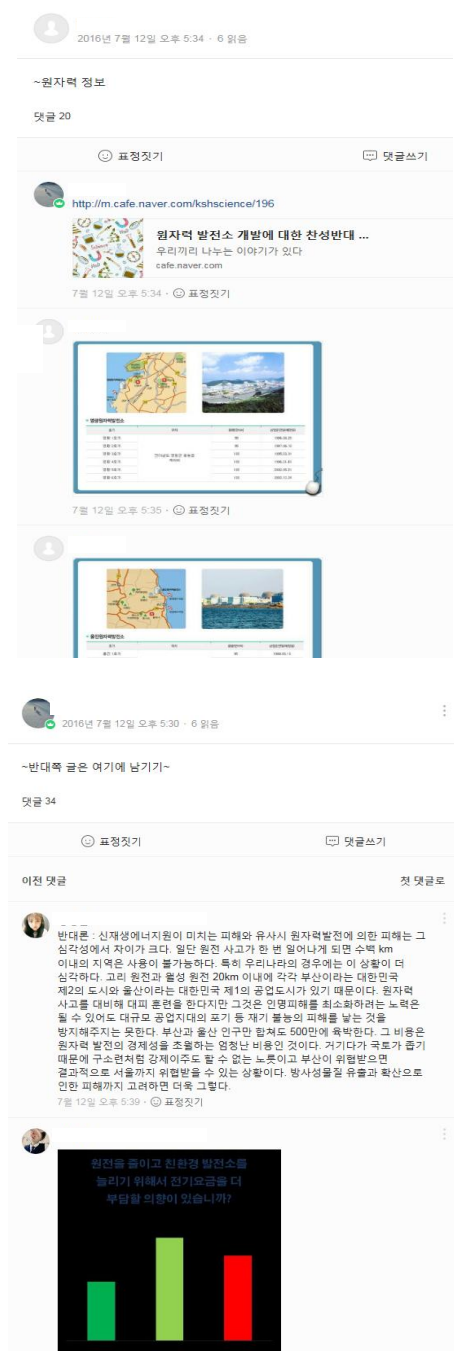 2016년 7월 12일 오후 5:34 · 6 읽음
~원자력 정보
댓글 20
표정짓기
댓글쓰기
http://m.cafe.naver.com/kshscience/196
원자력 발전소 개발에 대한 찬성반대 ...
우리끼리 나누는 이야기가 있다
cafe.naver.com
7월 12일 오후 5:34 · 표정짓기
영광원자력발전소
7월 12일 오후 5:35 · 표정짓기
울진원자력발전소
2016년 7월 12일 오후 5:30 · 6 읽음
~반대쪽 글은 여기에 남기기~
댓글 34
표정짓기
댓글쓰기
이전 댓글
첫 댓글로
반대론 : 신재생에너지원이 미치는 피해와 유사시 원자력발전에 의한 피해는 그
심각성에서 차이가 크다. 일단 원전 사고가 한 번 일어나게 되면 수백 km
이내의 지역은 사용이 불가능하다. 특히 우리나라의 경우에는 이 상황이 더
심각하다. 고리 원전과 월성 원전 20km 이내에 각각 부산이라는 대한민국
제2의 도시와 울산이라는 대한민국 제1의 공업도시가 있기 때문이다. 원자력
사고를 대비해 대피 훈련을 한다지만 그것은 인명피해를 최소화하려는 노력은
될 수 있어도 대규모 공업지대의 포기 등 재기 불능의 피해를 낳는 것을
방지해주지는 못한다. 부산과 울산 인구만 합쳐도 500만에 육박한다. 그 비용은
원자력 발전의 경제성을 초월하는 엄청난 비용인 것이다. 거기다가 국토가 좁기
때문에 구소련처럼 강제이주도 할 수 없는 노릇이고 부산이 위협받으면
결과적으로 서울까지 위협받을 수 있는 상황이다. 방사성물질 유출과 확산으로
인한 피해까지 고려하면 더욱 그렇다.
7월 12일 오후 5:39 · 표정짓기
원전을 줄이고 친환경 발전소를
늘리기 위해서 전기요금을 더
부담할 의향이 있습니까?